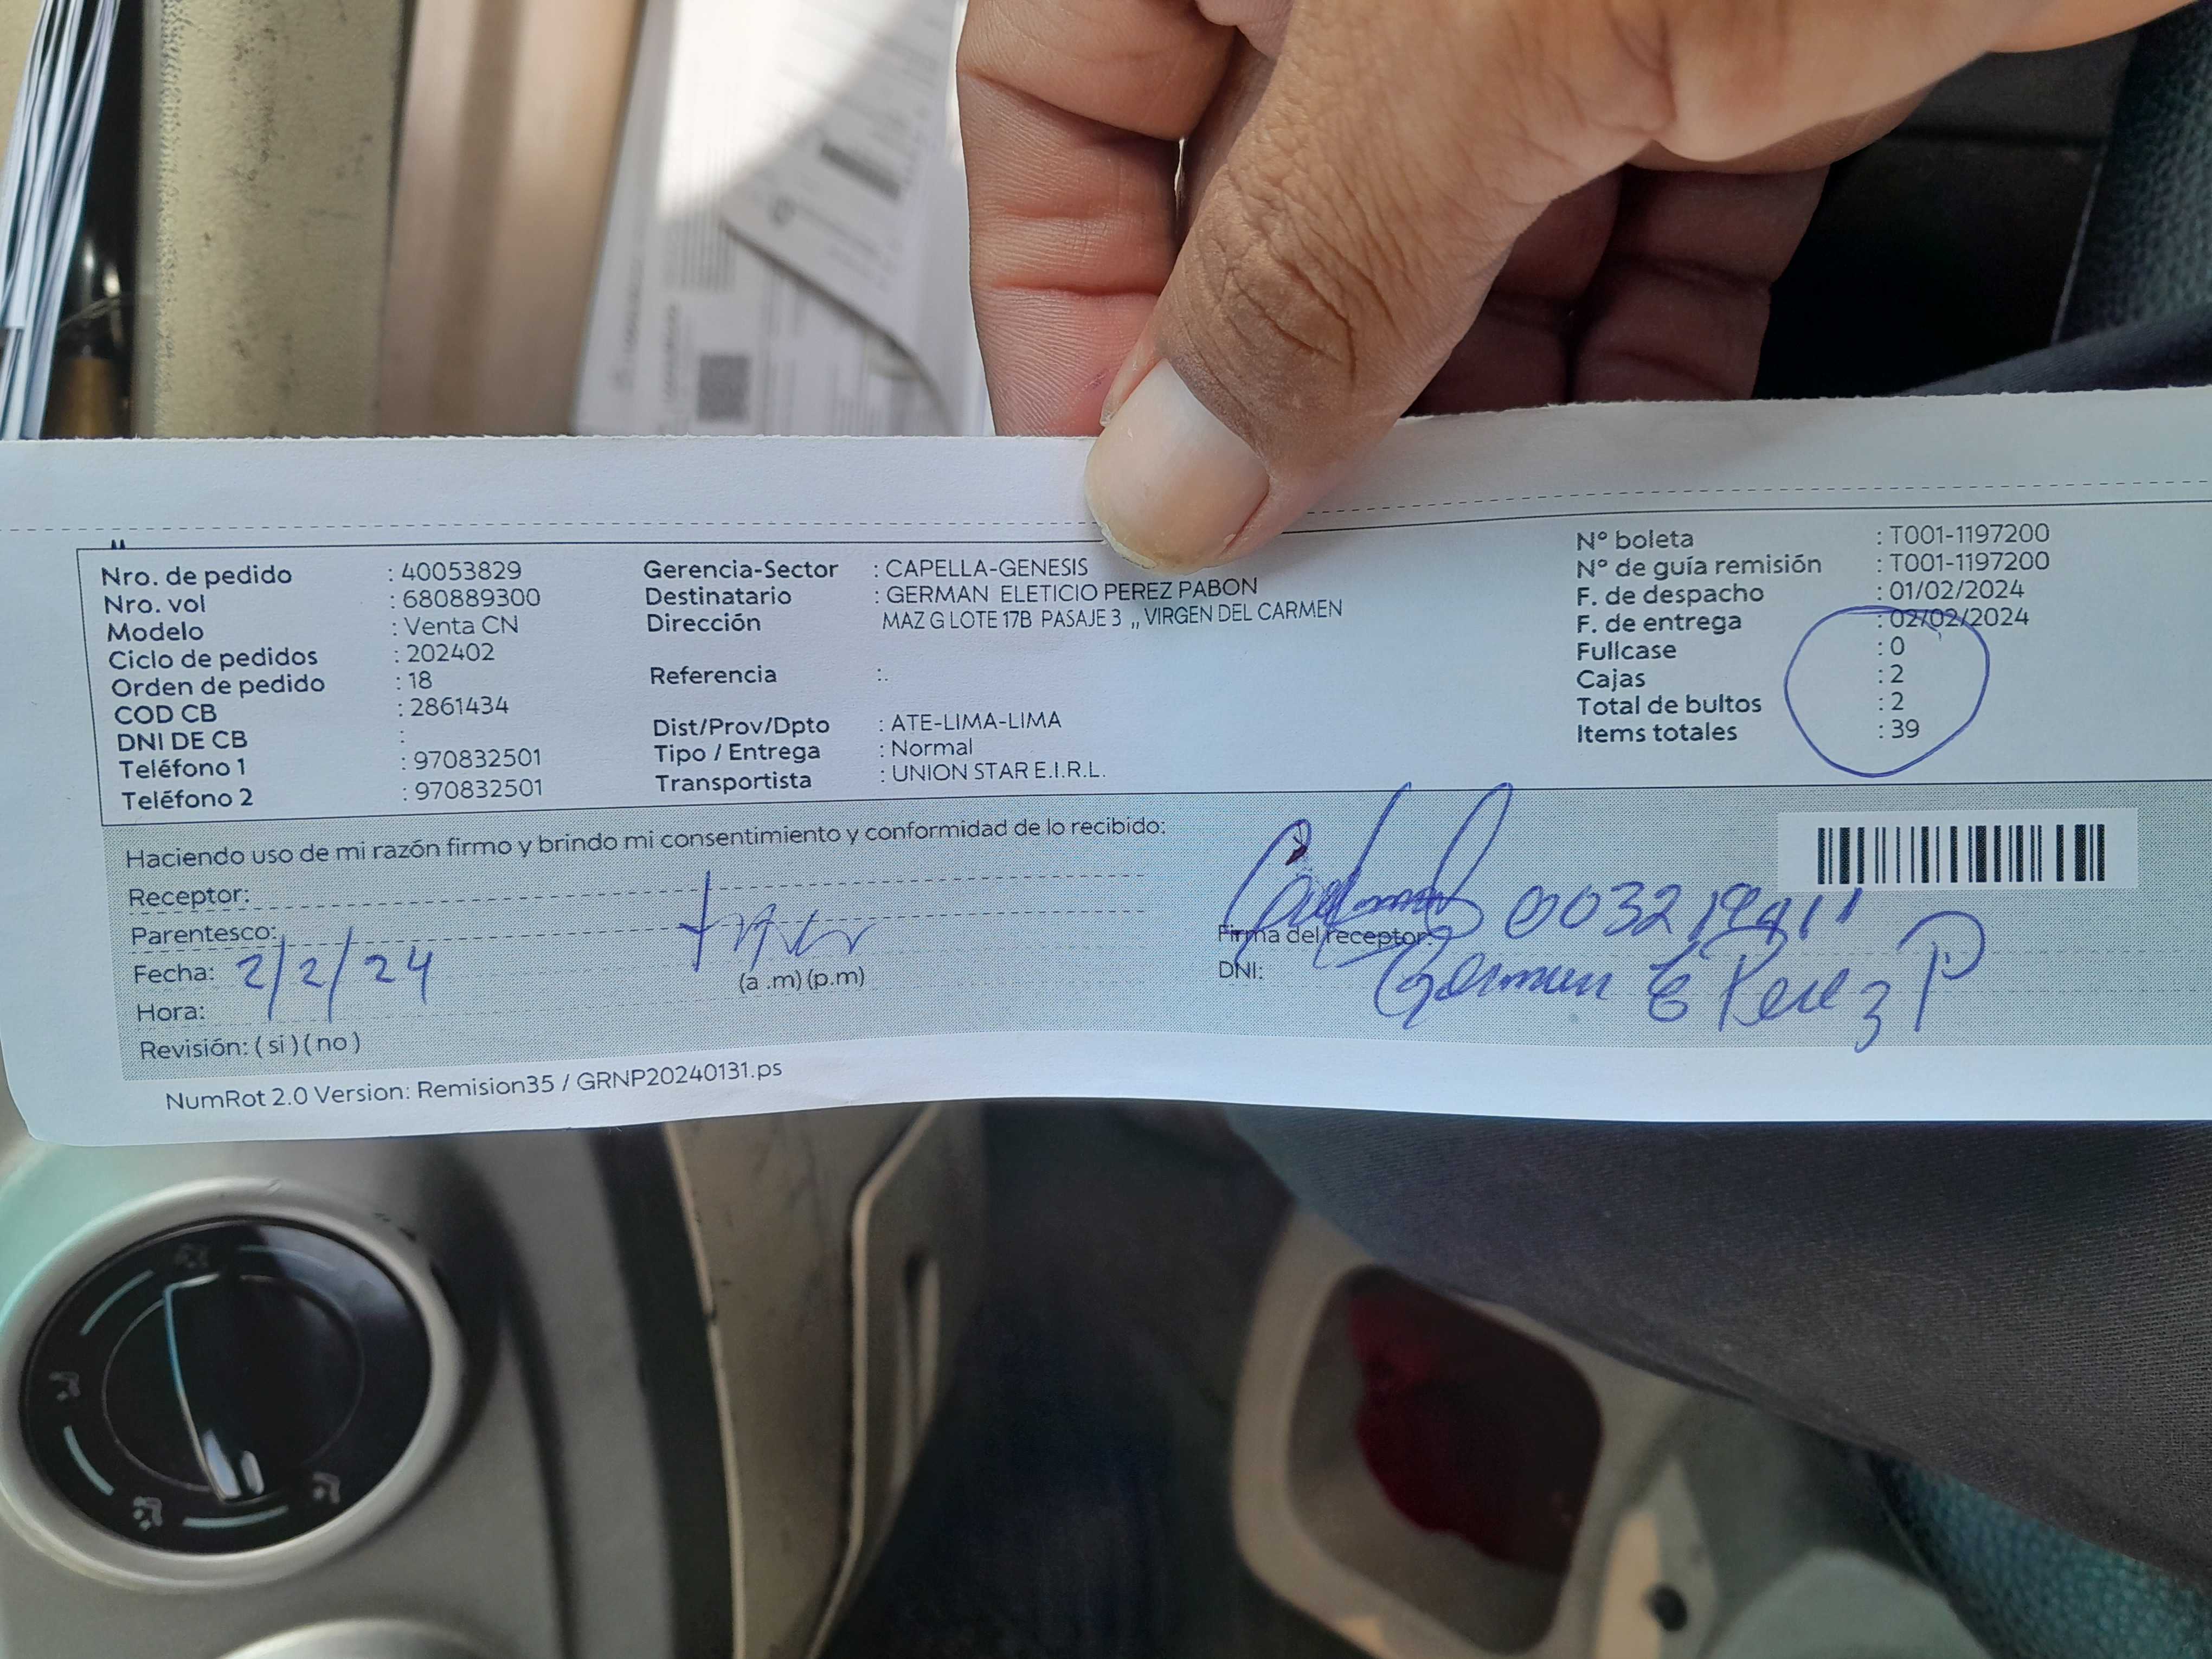 Nro. de pedido : 40053829
Nro. vol : 680889300
Modelo : Venta CN
Ciclo de pedidos : 202402
Orden de pedido : 18
COD CB : 2861434
DNI DE CB :
Teléfono 1 : 970832501
Teléfono 2 : 970832501
Gerencia-Sector : CAPELLA-GENESIS
Destinatario : GERMAN ELETICIO PEREZ PABON
Dirección MAZ G LOTE 17B PASAJE 3 ,, VIRGEN DEL CARMEN
Referencia :.
Dist/Prov/Dpto : ATE-LIMA-LIMA
Tipo / Entrega : Normal
Transportista : UNION STAR E.I.R.L.
N° boleta : T001-1197200
N° de guía remisión : T001-1197200
F. de despacho : 01/02/2024
F. de entrega : 02/02/2024
Fullcase : 0
Cajas : 2
Total de bultos : 2
Items totales : 39
Haciendo uso de mi razón firmo y brindo mi consentimiento y conformidad de lo recibido:
Receptor:
Parentesco:
Fecha: 2/2/24
Hora: (a .m) (p.m)
Revisión: ( si ) ( no )
Firma del receptor:
DNI: German E Perez P
NumRot 2.0 Version: Remision35 / GRNP20240131.ps